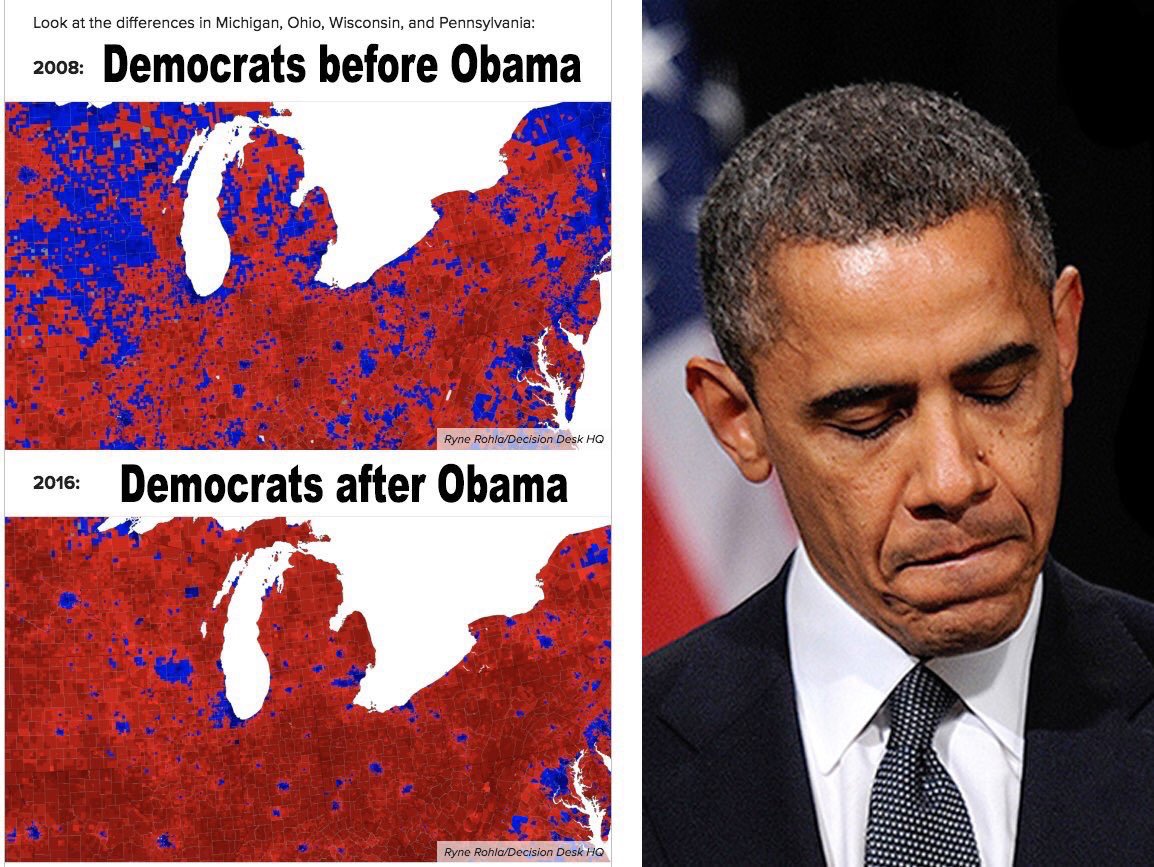 Look at the differences in Michigan, Ohio, Wisconsin, and Pennsylvania:
2008: Democrats before Obama
Ryne Rohla/Decision Desk HQ
2016: Democrats after Obama
Ryne Rohla/Decision Desk HQ